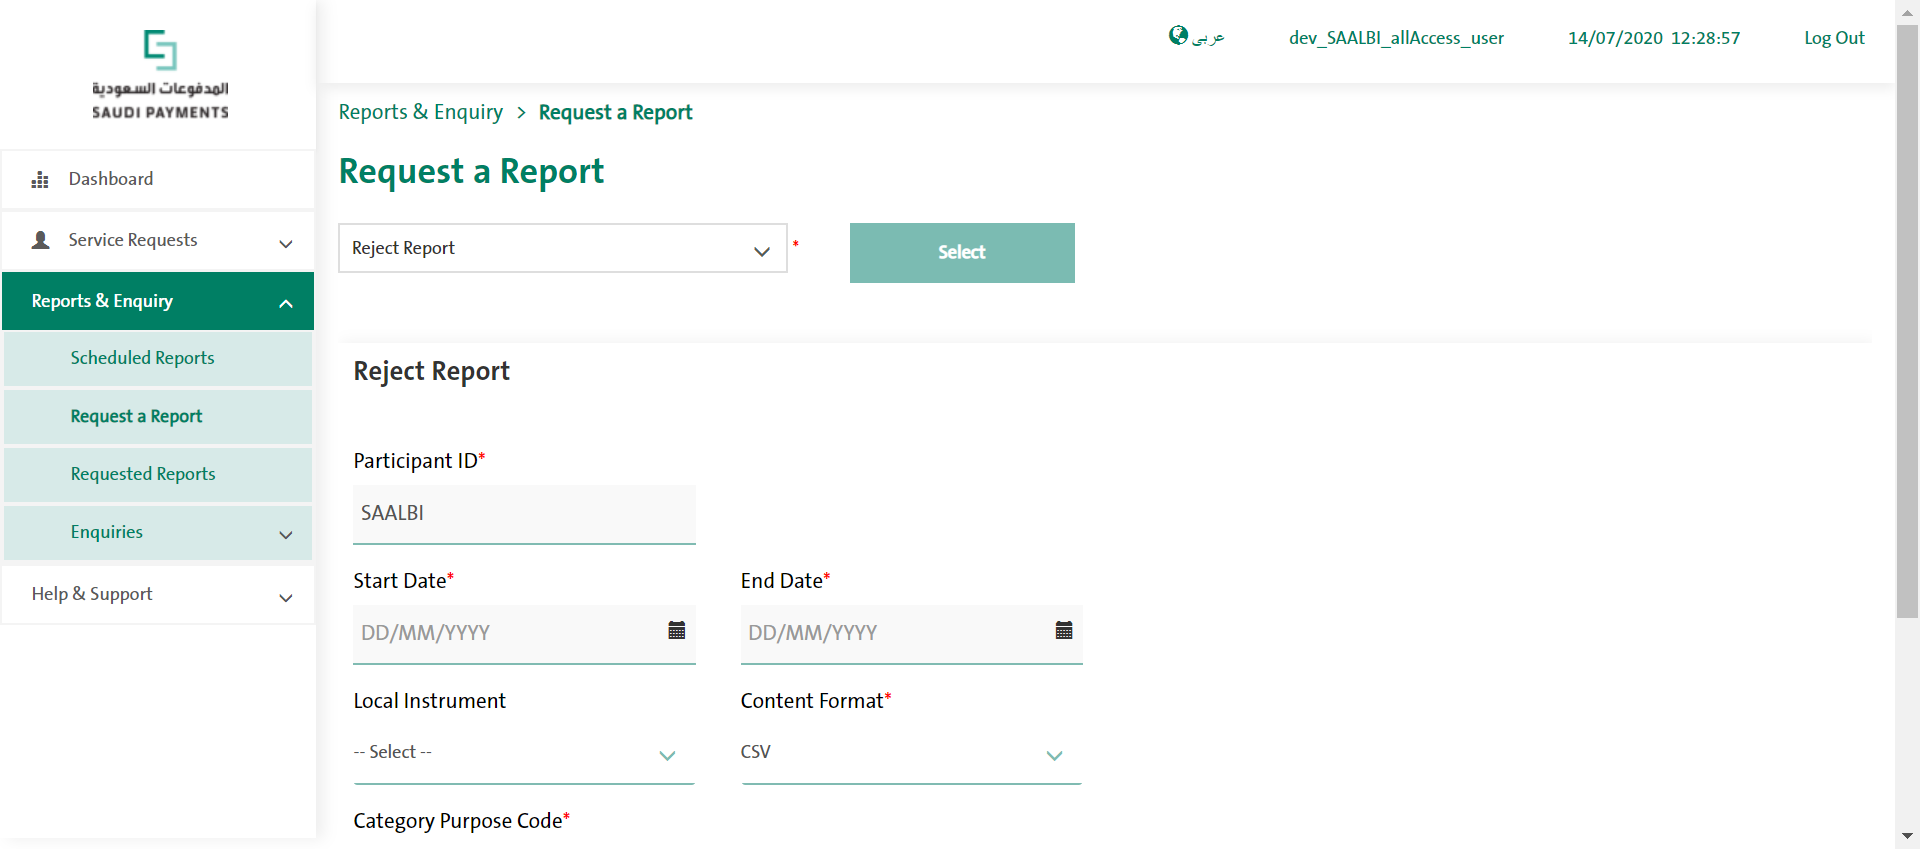 المدفوعات السعودية
SAUDI PAYMENTS
عربى
dev_SAALBI_allAccess_user
14/07/2020 12:28:57
Log Out
Dashboard
Service Requests
Reports & Enquiry
Scheduled Reports
Request a Report
Requested Reports
Enquiries
Help & Support
Reports & Enquiry > Request a Report
Request a Report
Reject Report *
Select
Reject Report
Participant ID*
SAALBI
Start Date* End Date*
DD/MM/YYYY DD/MM/YYYY
Local Instrument Content Format*
-- Select -- CSV
Category Purpose Code*